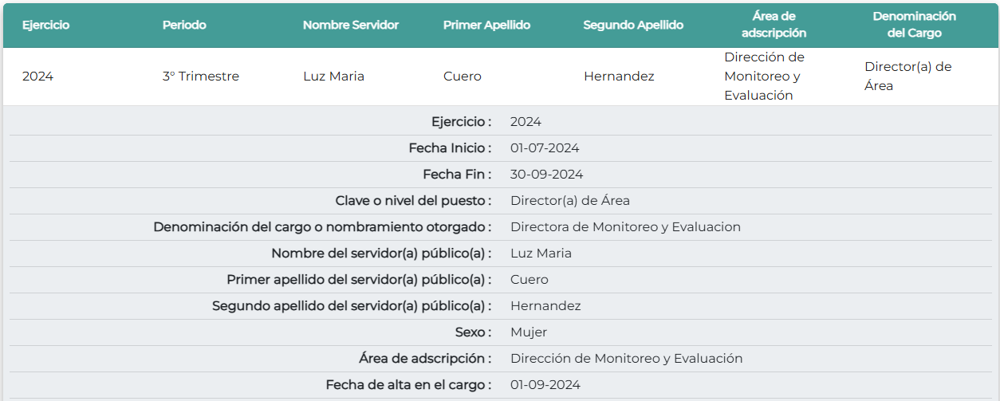 Ejercicio Periodo Nombre Servidor Primer Apellido Segundo Apellido Área de adscripción Denominación del Cargo
2024 3° Trimestre Luz Maria Cuero Hernandez Dirección de Monitoreo y Evaluación Director(a) de Área
Ejercicio : 2024
Fecha Inicio : 01-07-2024
Fecha Fin : 30-09-2024
Clave o nivel del puesto : Director(a) de Área
Denominación del cargo o nombramiento otorgado : Directora de Monitoreo y Evaluacion
Nombre del servidor(a) público(a) : Luz Maria
Primer apellido del servidor(a) público(a) : Cuero
Segundo apellido del servidor(a) público(a) : Hernandez
Sexo : Mujer
Área de adscripción : Dirección de Monitoreo y Evaluación
Fecha de alta en el cargo : 01-09-2024